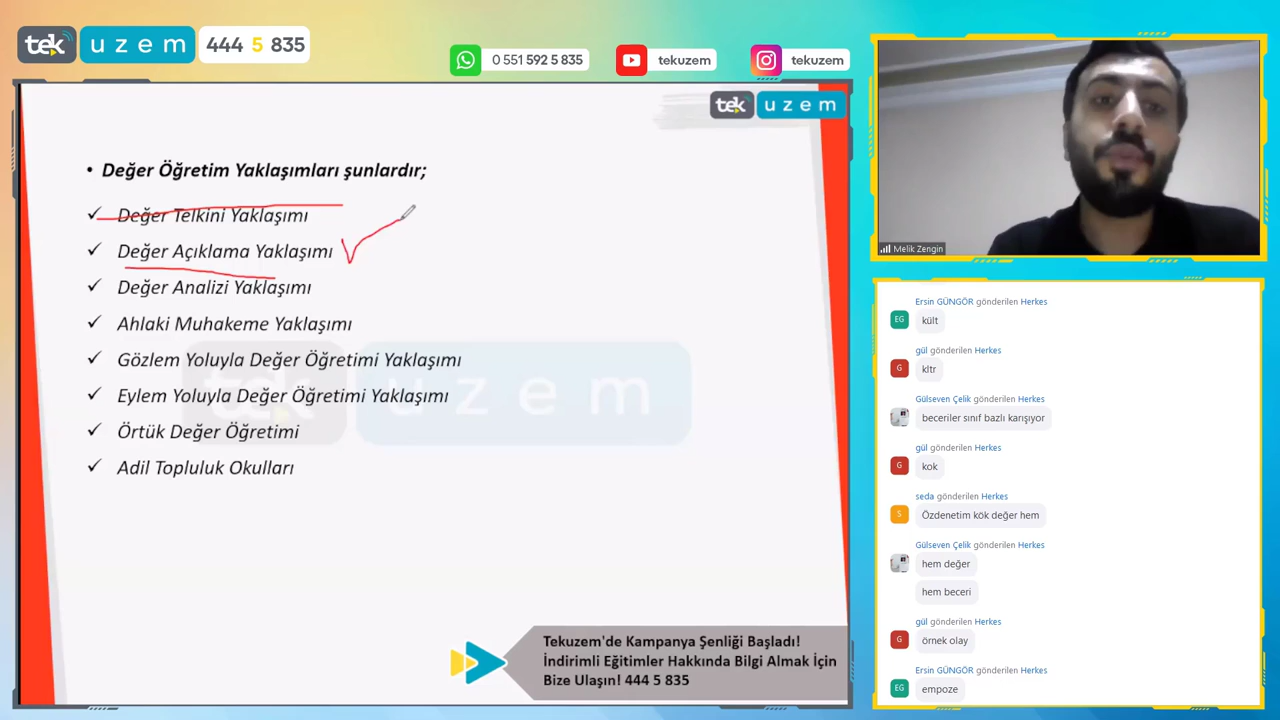 tek uzem 444 5 835
0 551 592 5 835
tekuzem
tekuzem
tek uzem
• Değer Öğretim Yaklaşımları şunlardır;
✓ Değer Telkini Yaklaşımı
✓ Değer Açıklama Yaklaşımı
✓ Değer Analizi Yaklaşımı
✓ Ahlaki Muhakeme Yaklaşımı
✓ Gözlem Yoluyla Değer Öğretimi Yaklaşımı
✓ Eylem Yoluyla Değer Öğretimi Yaklaşımı
✓ Örtük Değer Öğretimi
✓ Adil Topluluk Okulları
tek uzem
Tekuzem'de Kampanya Şenliği Başladı!
İndirimli Eğitimler Hakkında Bilgi Almak İçin
Bize Ulaşın! 444 5 835
Melik Zengin
Ersin GÜNGÖR gönderilen Herkes
EG
kült
gül gönderilen Herkes
G
kltr
Gülseven Çelik gönderilen Herkes
beceriler sınıf bazlı karışıyor
gül gönderilen Herkes
G
kok
seda gönderilen Herkes
S
Özdenetim kök değer hem
Gülseven Çelik gönderilen Herkes
hem değer
hem beceri
gül gönderilen Herkes
G
örnek olay
Ersin GÜNGÖR gönderilen Herkes
EG
empoze